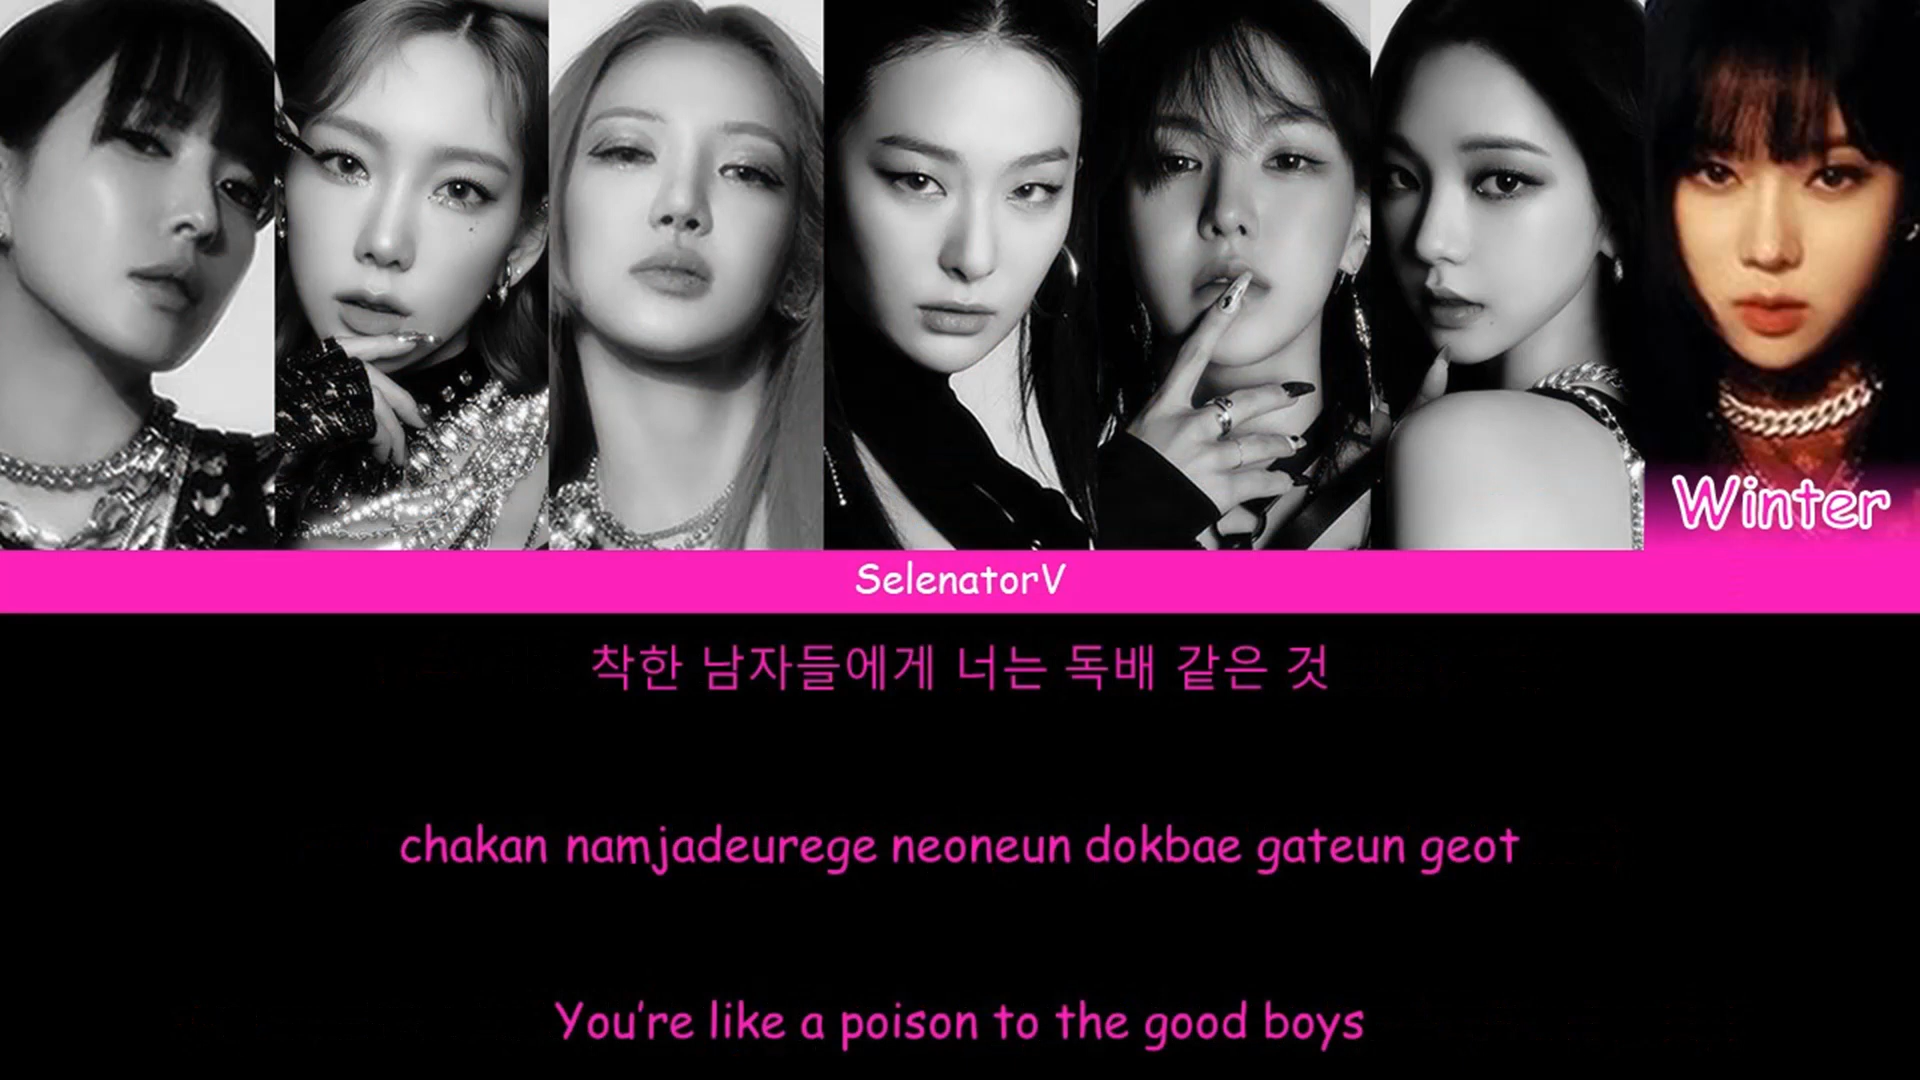 Winter
SelenatorV
착한 남자들에게 너는 독배 같은 것
chakan namjadeurege neoneun dokbae gateun geot
You're like a poison to the good boys